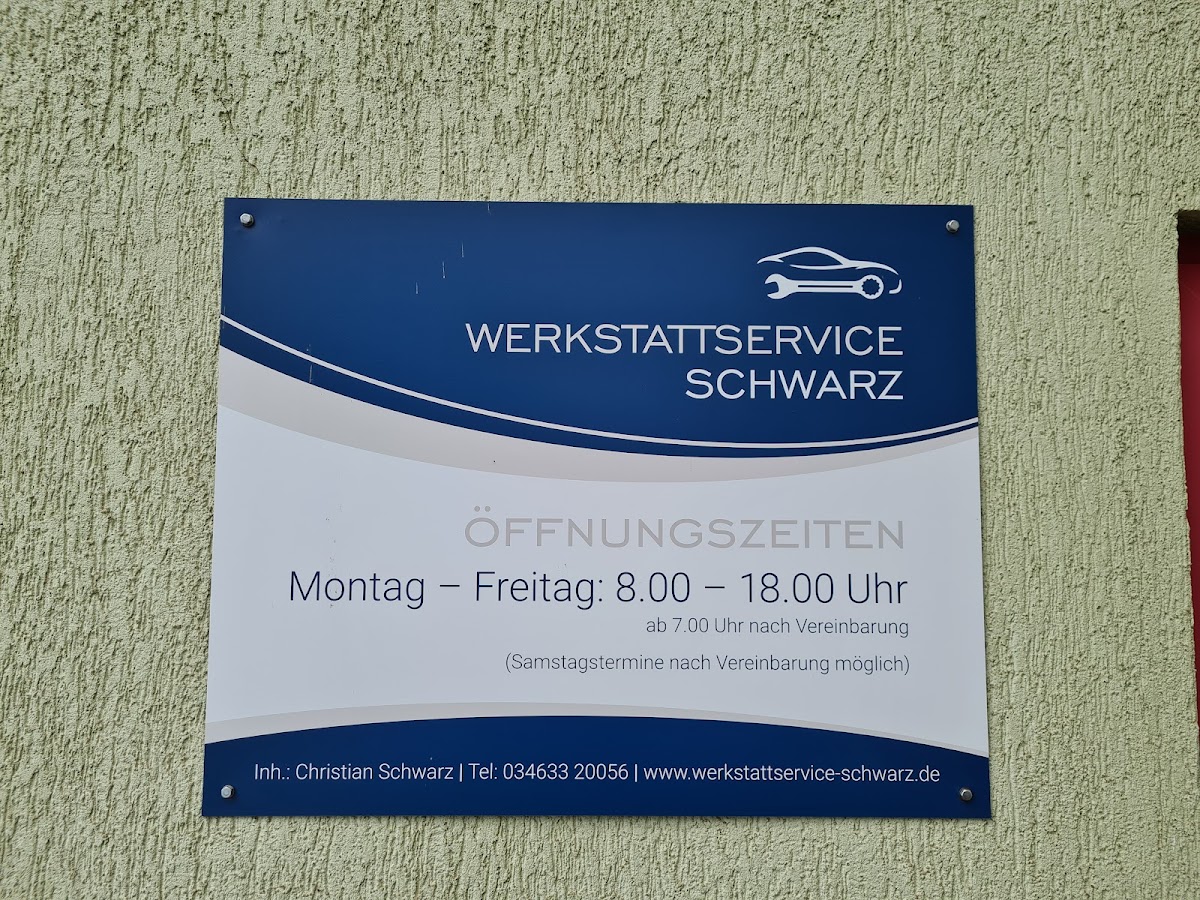 WERKSTATTSERVICE
SCHWARZ
ÖFFNUNGSZEITEN
Montag – Freitag: 8.00 – 18.00 Uhr
ab 7.00 Uhr nach Vereinbarung
(Samstagstermine nach Vereinbarung möglich)
Inh.: Christian Schwarz | Tel: 034633 20056 | www.werkstattservice-schwarz.de